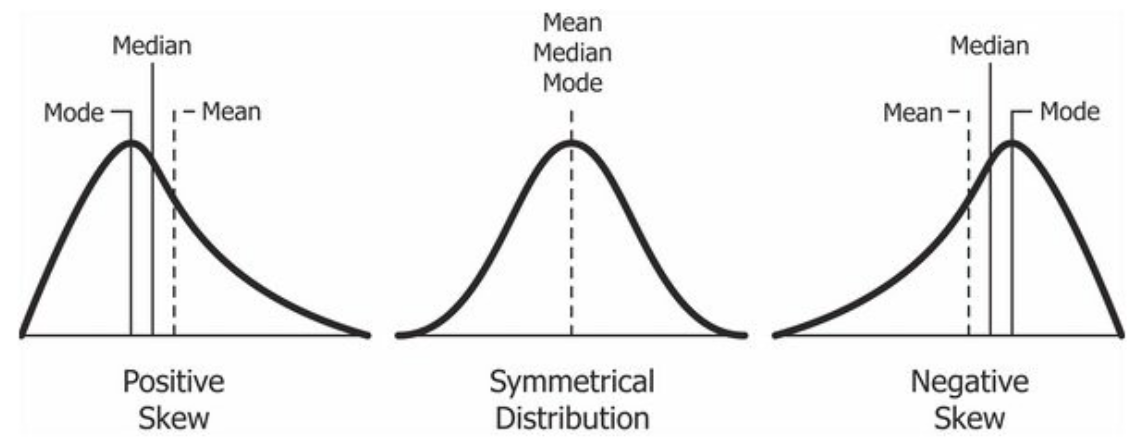 Median
Mode
Mean
Positive
Skew
Mean
Median
Mode
Symmetrical
Distribution
Median
Mean
Mode
Negative
Skew